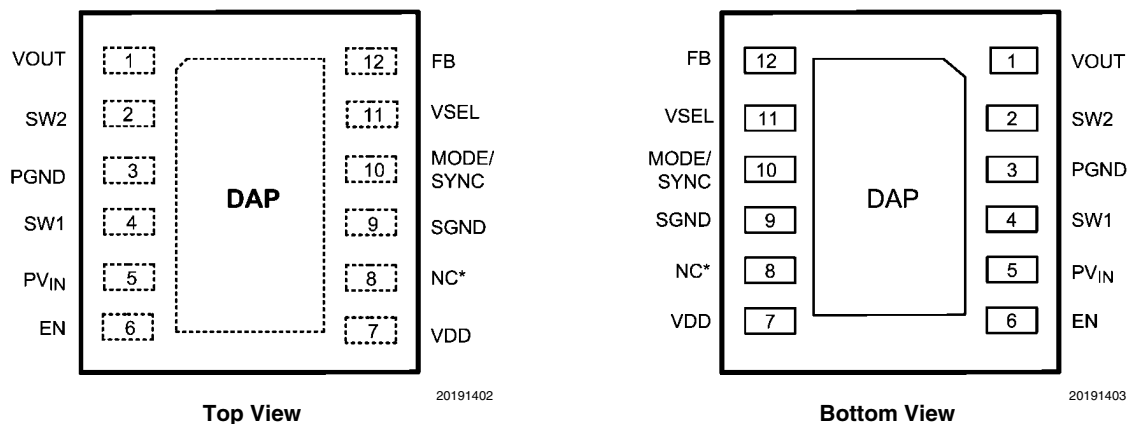 VOUT 1 12 FB
SW2 2 11 VSEL
PGND 3 10 MODE/
SYNC
DAP
SW1 4 9 SGND
PVIN 5 8 NC*
EN 6 7 VDD
20191402
Top View
FB 12 1 VOUT
VSEL 11 2 SW2
MODE/
SYNC 10 3 PGND
DAP
SGND 9 4 SW1
NC* 8 5 PVIN
VDD 7 6 EN
20191403
Bottom View